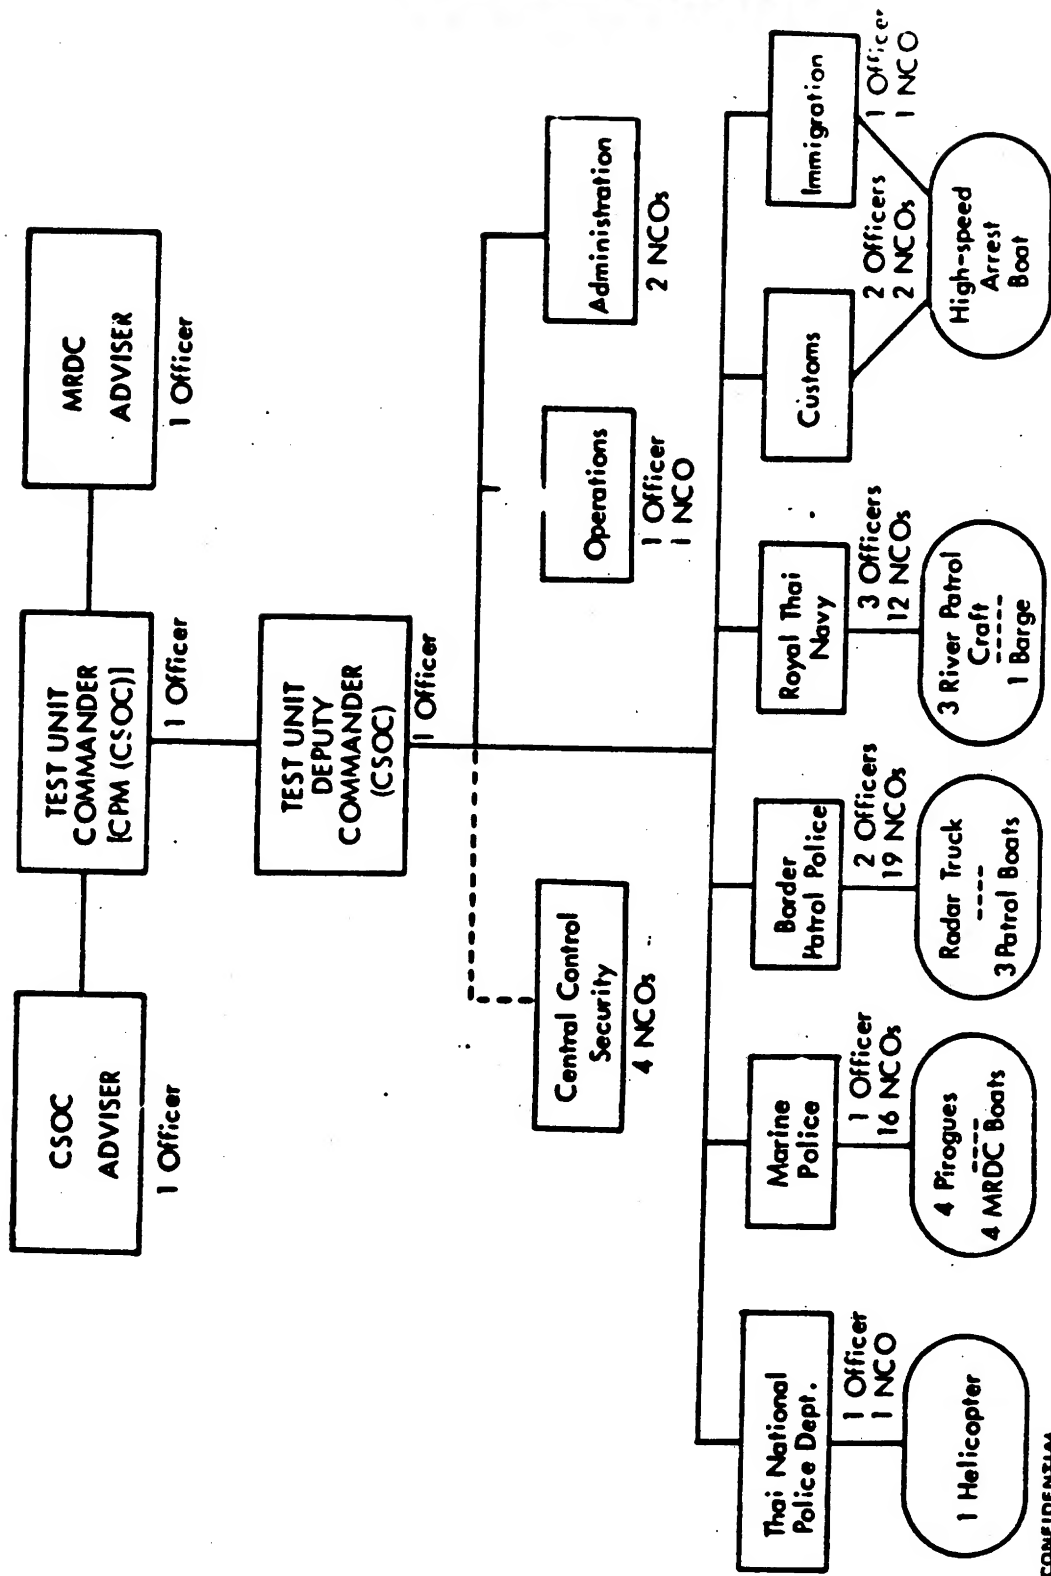 CSOC
ADVISER
1 Officer
TEST UNIT
COMMANDER
[CPM (CSOC)]
1 Officer
MRDC
ADVISER
1 Officer
TEST UNIT
DEPUTY
COMMANDER
(CSOC)
1 Officer
Central Control
Security
4 NCOs
Operations
1 Officer
1 NCO
Administration
2 NCOs
Thai National
Police Dept.
1 Officer
1 NCO
1 Helicopter
Marine
Police
1 Officer
16 NCOs
4 Pirogues
----
4 MRDC Boats
Border
Patrol Police
2 Officers
19 NCOs
Radar Truck
----
3 Patrol Boats
Royal Thai
Navy
3 Officers
12 NCOs
3 River Patrol
Craft
-----
1 Barge
Customs
2 Officers
2 NCOs
Immigration
1 Officer
1 NCO
High-speed
Arrest
Boat
CONFIDENTIAL